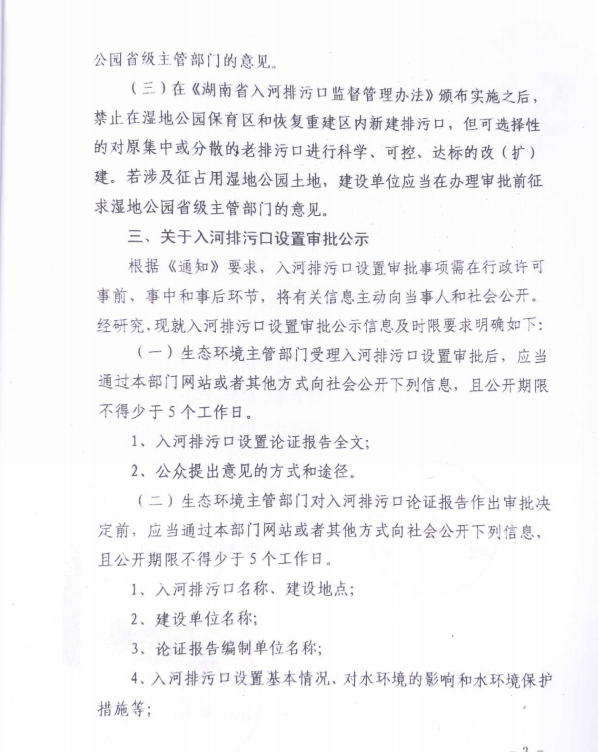 公园省级主管部门的意见。
（三）在《湖南省入河排污口监督管理办法》颁布实施之后，
禁止在湿地公园保育区和恢复重建区内新建排污口，但可选择性
的对原集中或分散的老排污口进行科学、可控、达标的改（扩）
建。若涉及征占用湿地公园土地，建设单位应当在办理审批前征
求湿地公园省级主管部门的意见。
三、关于入河排污口设置审批公示
根据《通知》要求，入河排污口设置审批事项需在行政许可
事前、事中和事后环节，将有关信息主动向当事人和社会公开。
经研究，现就入河排污口设置审批公示信息及时限要求明确如下：
（一）生态环境主管部门受理入河排污口设置审批后，应当
通过本部门网站或者其他方式向社会公开下列信息，且公开期限
不得少于5个工作日。
1、入河排污口设置论证报告全文；
2、公众提出意见的方式和途径。
（二）生态环境主管部门对入河排污口论证报告作出审批决
定前，应当通过本部门网站或者其他方式向社会公开下列信息，
且公开期限不得少于5个工作日。
1、入河排污口名称、建设地点；
2、建设单位名称；
3、论证报告编制单位名称；
4、入河排污口设置基本情况、对水环境的影响和水环境保护
措施等；